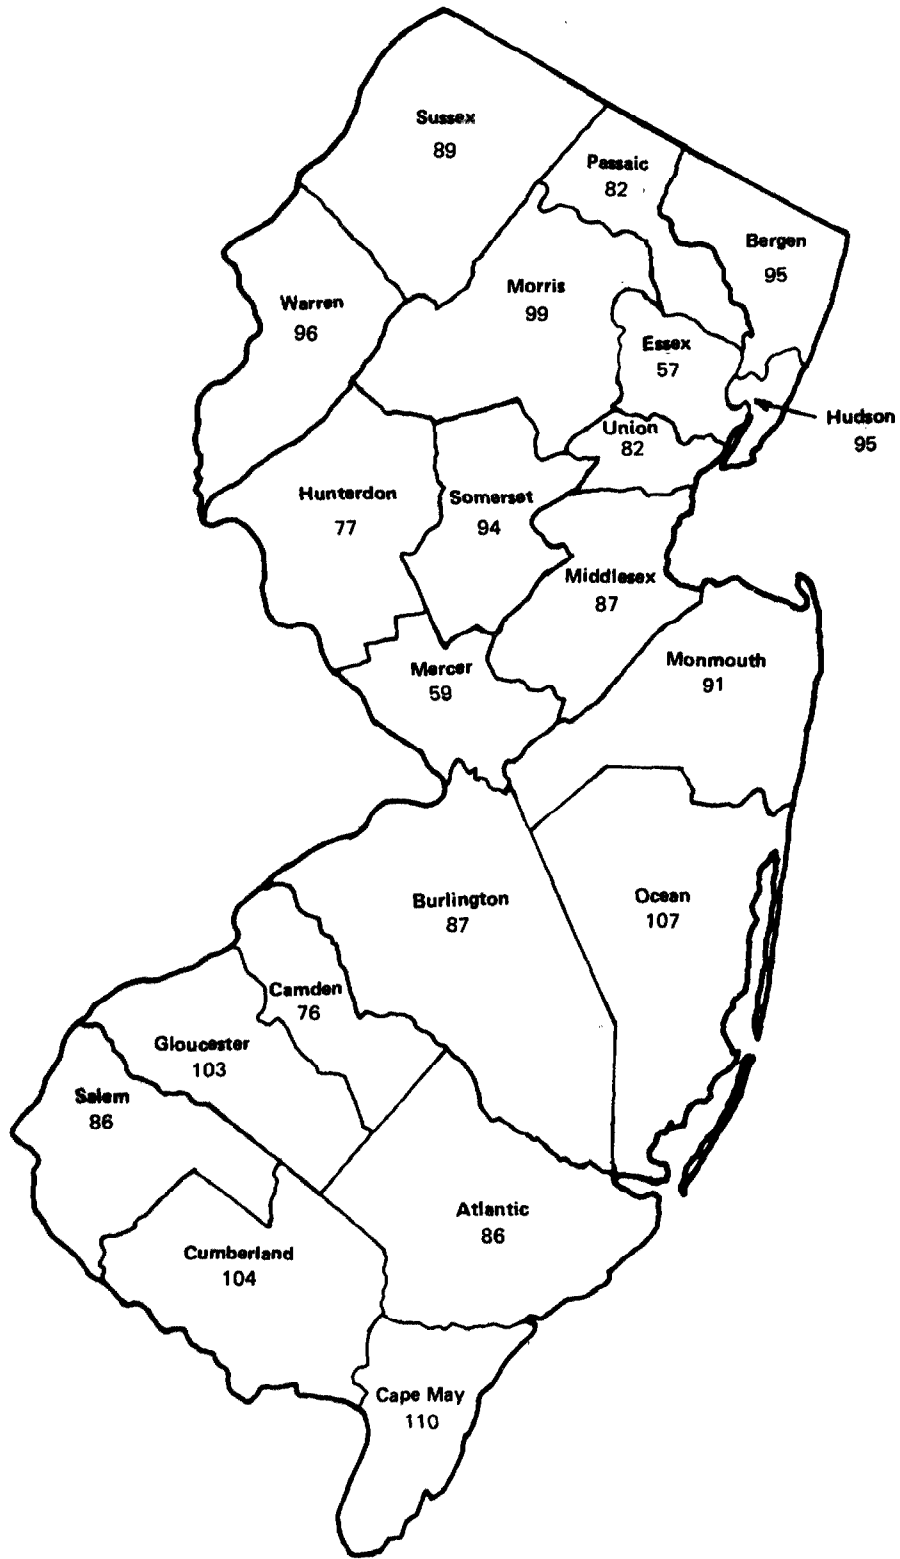 Sussex
89
Passaic
82
Bergen
95
Warren
96
Morris
99
Essex
57
Hudson
95
Union
82
Hunterdon
77
Somerset
94
Middlesex
87
Mercer
59
Monmouth
91
Burlington
87
Ocean
107
Camden
76
Gloucester
103
Salem
86
Atlantic
86
Cumberland
104
Cape May
110